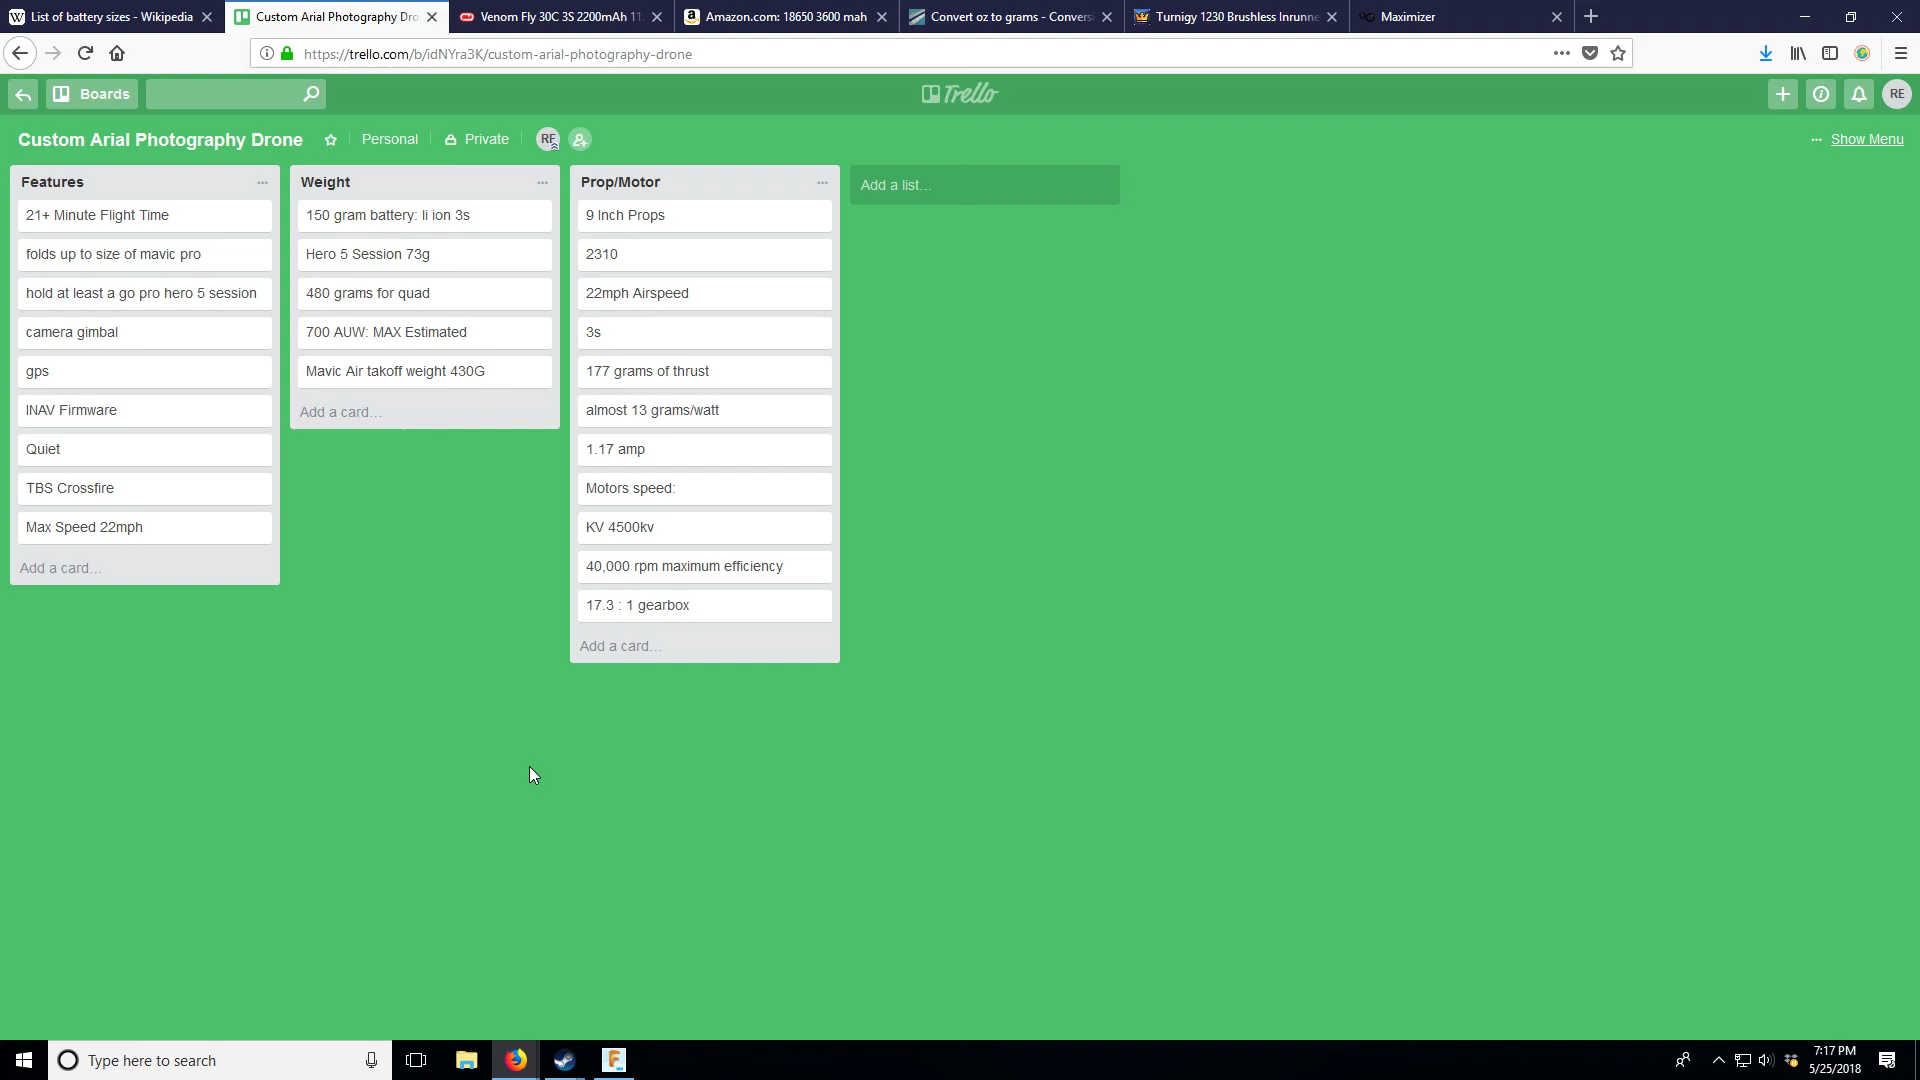 List of battery sizes - Wikipedia
Custom Arial Photography Dro
Venom Fly 30C 3S 2200mAh 11.
Amazon.com: 18650 3600 mah
Convert oz to grams - Convers
Turnigy 1230 Brushless Inrunne
Maximizer
https://trello.com/b/idNYra3K/custom-arial-photography-drone
Boards
Trello
RE
Custom Arial Photography Drone
Personal
Private
RE
Show Menu
Features
21+ Minute Flight Time
folds up to size of mavic pro
hold at least a go pro hero 5 session
camera gimbal
gps
INAV Firmware
Quiet
TBS Crossfire
Max Speed 22mph
Add a card…
Weight
150 gram battery: li ion 3s
Hero 5 Session 73g
480 grams for quad
700 AUW: MAX Estimated
Mavic Air takoff weight 430G
Add a card…
Prop/Motor
9 Inch Props
2310
22mph Airspeed
3s
177 grams of thrust
almost 13 grams/watt
1.17 amp
Motors speed:
KV 4500kv
40,000 rpm maximum efficiency
17.3 : 1 gearbox
Add a card…
Add a list…
Type here to search
7:17 PM
5/25/2018